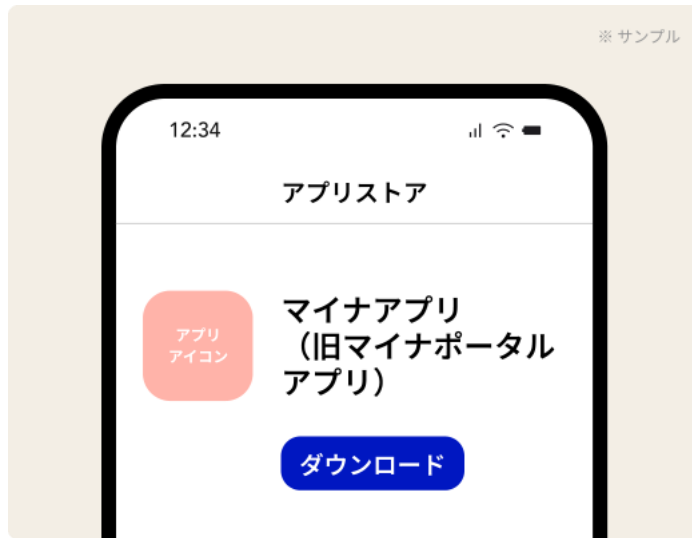 ※ サンプル
12:34
アプリストア
アプリ
アイコン
マイナアプリ
（旧マイナポータル
アプリ）
ダウンロード